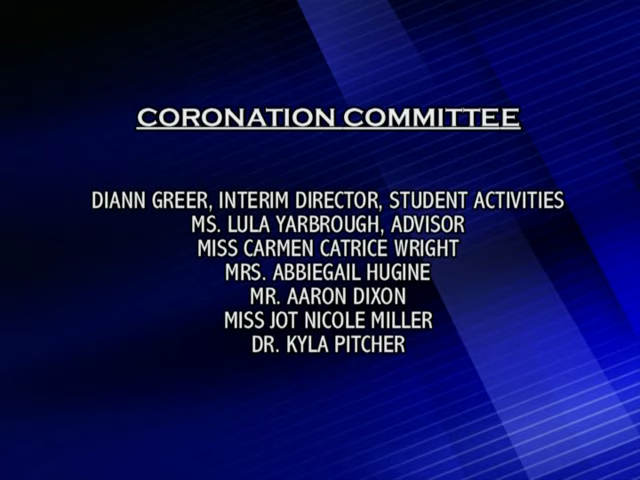 CORONATION COMMITTEE
DIANN GREER, INTERIM DIRECTOR, STUDENT ACTIVITIES
MS. LULA YARBROUGH, ADVISOR
MISS CARMEN CATRICE WRIGHT
MRS. ABBIEGAIL HUGINE
MR. AARON DIXON
MISS JOT NICOLE MILLER
DR. KYLA PITCHER